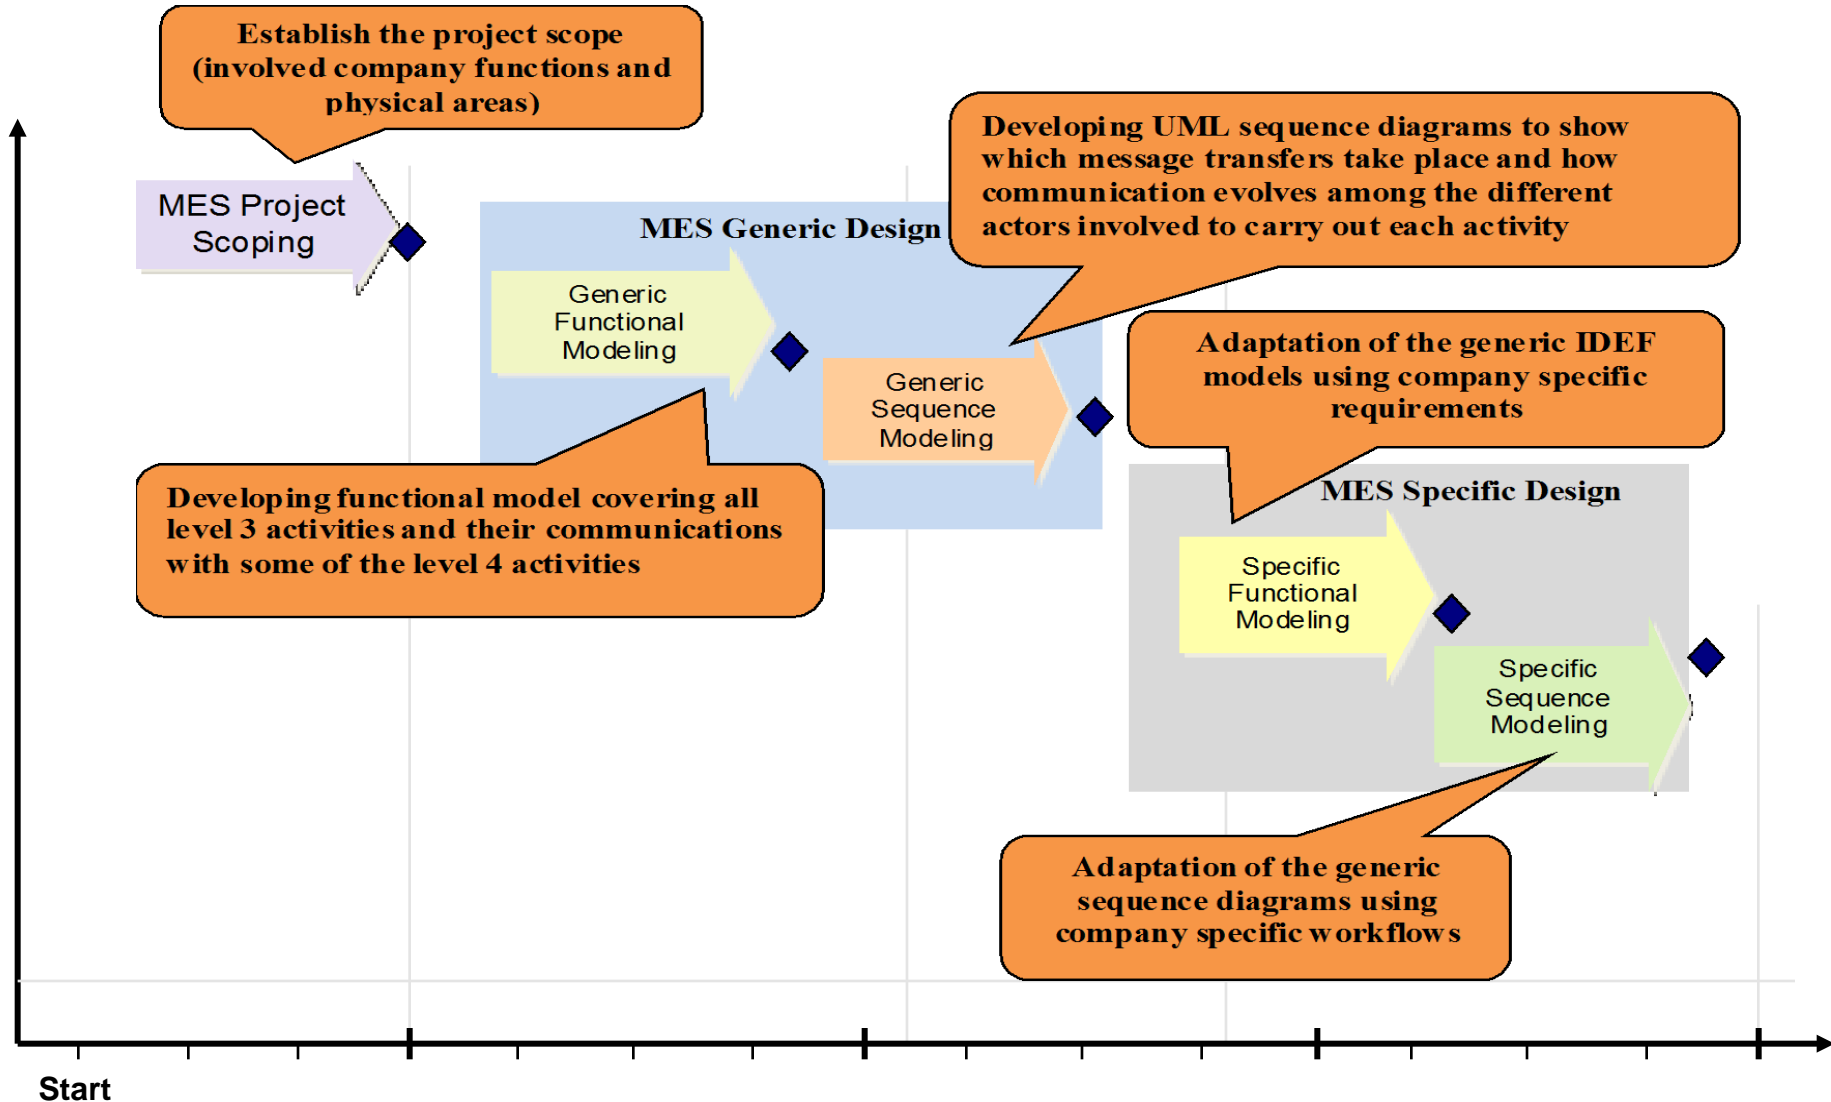 Establish the project scope
(involved company functions and
physical areas)
MES Project
Scoping
Developing UML sequence diagrams to show
which message transfers take place and how
communication evolves among the different
actors involved to carry out each activity
MES Generic Design
Generic
Functional
Modeling
Generic
Sequence
Modeling
Adaptation of the generic IDEF
models using company specific
requirements
Developing functional model covering all
level 3 activities and their communications
with some of the level 4 activities
MES Specific Design
Specific
Functional
Modeling
Specific
Sequence
Modeling
Adaptation of the generic
sequence diagrams using
company specific workflows
Start